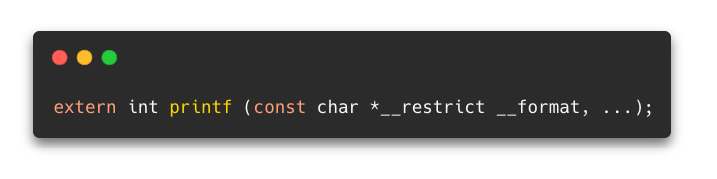 extern int printf (const char *__restrict __format, ...);